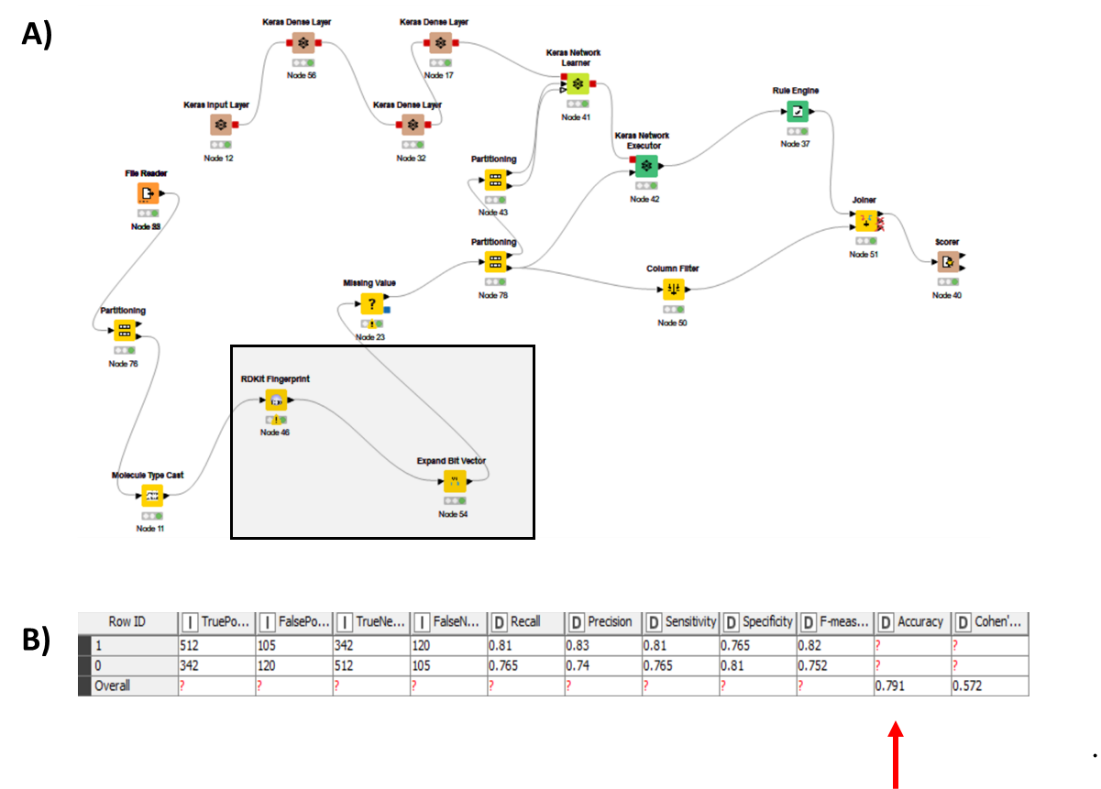 A)
Keras Dense Layer
Node 56
Keras Dense Layer
Node 17
Keras Input Layer
Node 12
Keras Dense Layer
Node 32
Keras Network
Learner
Node 41
Rule Engine
Node 37
Keras Network
Executor
Node 42
File Reader
Node
Partitioning
Node 43
Joiner
Node 51
Partitioning
Node 78
Scorer
Node 40
Column Filter
Node 50
Missing Value
Node 23
Partitioning
Node 76
RDKit Fingerprint
Node 46
Expand Bit Vector
Node 54
Molecule Type Cast
Node 11
B)
Row ID I TruePo... I FalsePo... I TrueNe... I FalseN... D Recall D Precision D Sensitivity D Specificity D F-meas... D Accuracy D Cohen'...
1 512 105 342 120 0.81 0.83 0.81 0.765 0.82 ? ?
0 342 120 512 105 0.765 0.74 0.765 0.81 0.752 ? ?
Overall ? ? ? ? ? ? ? ? ? 0.791 0.572
.